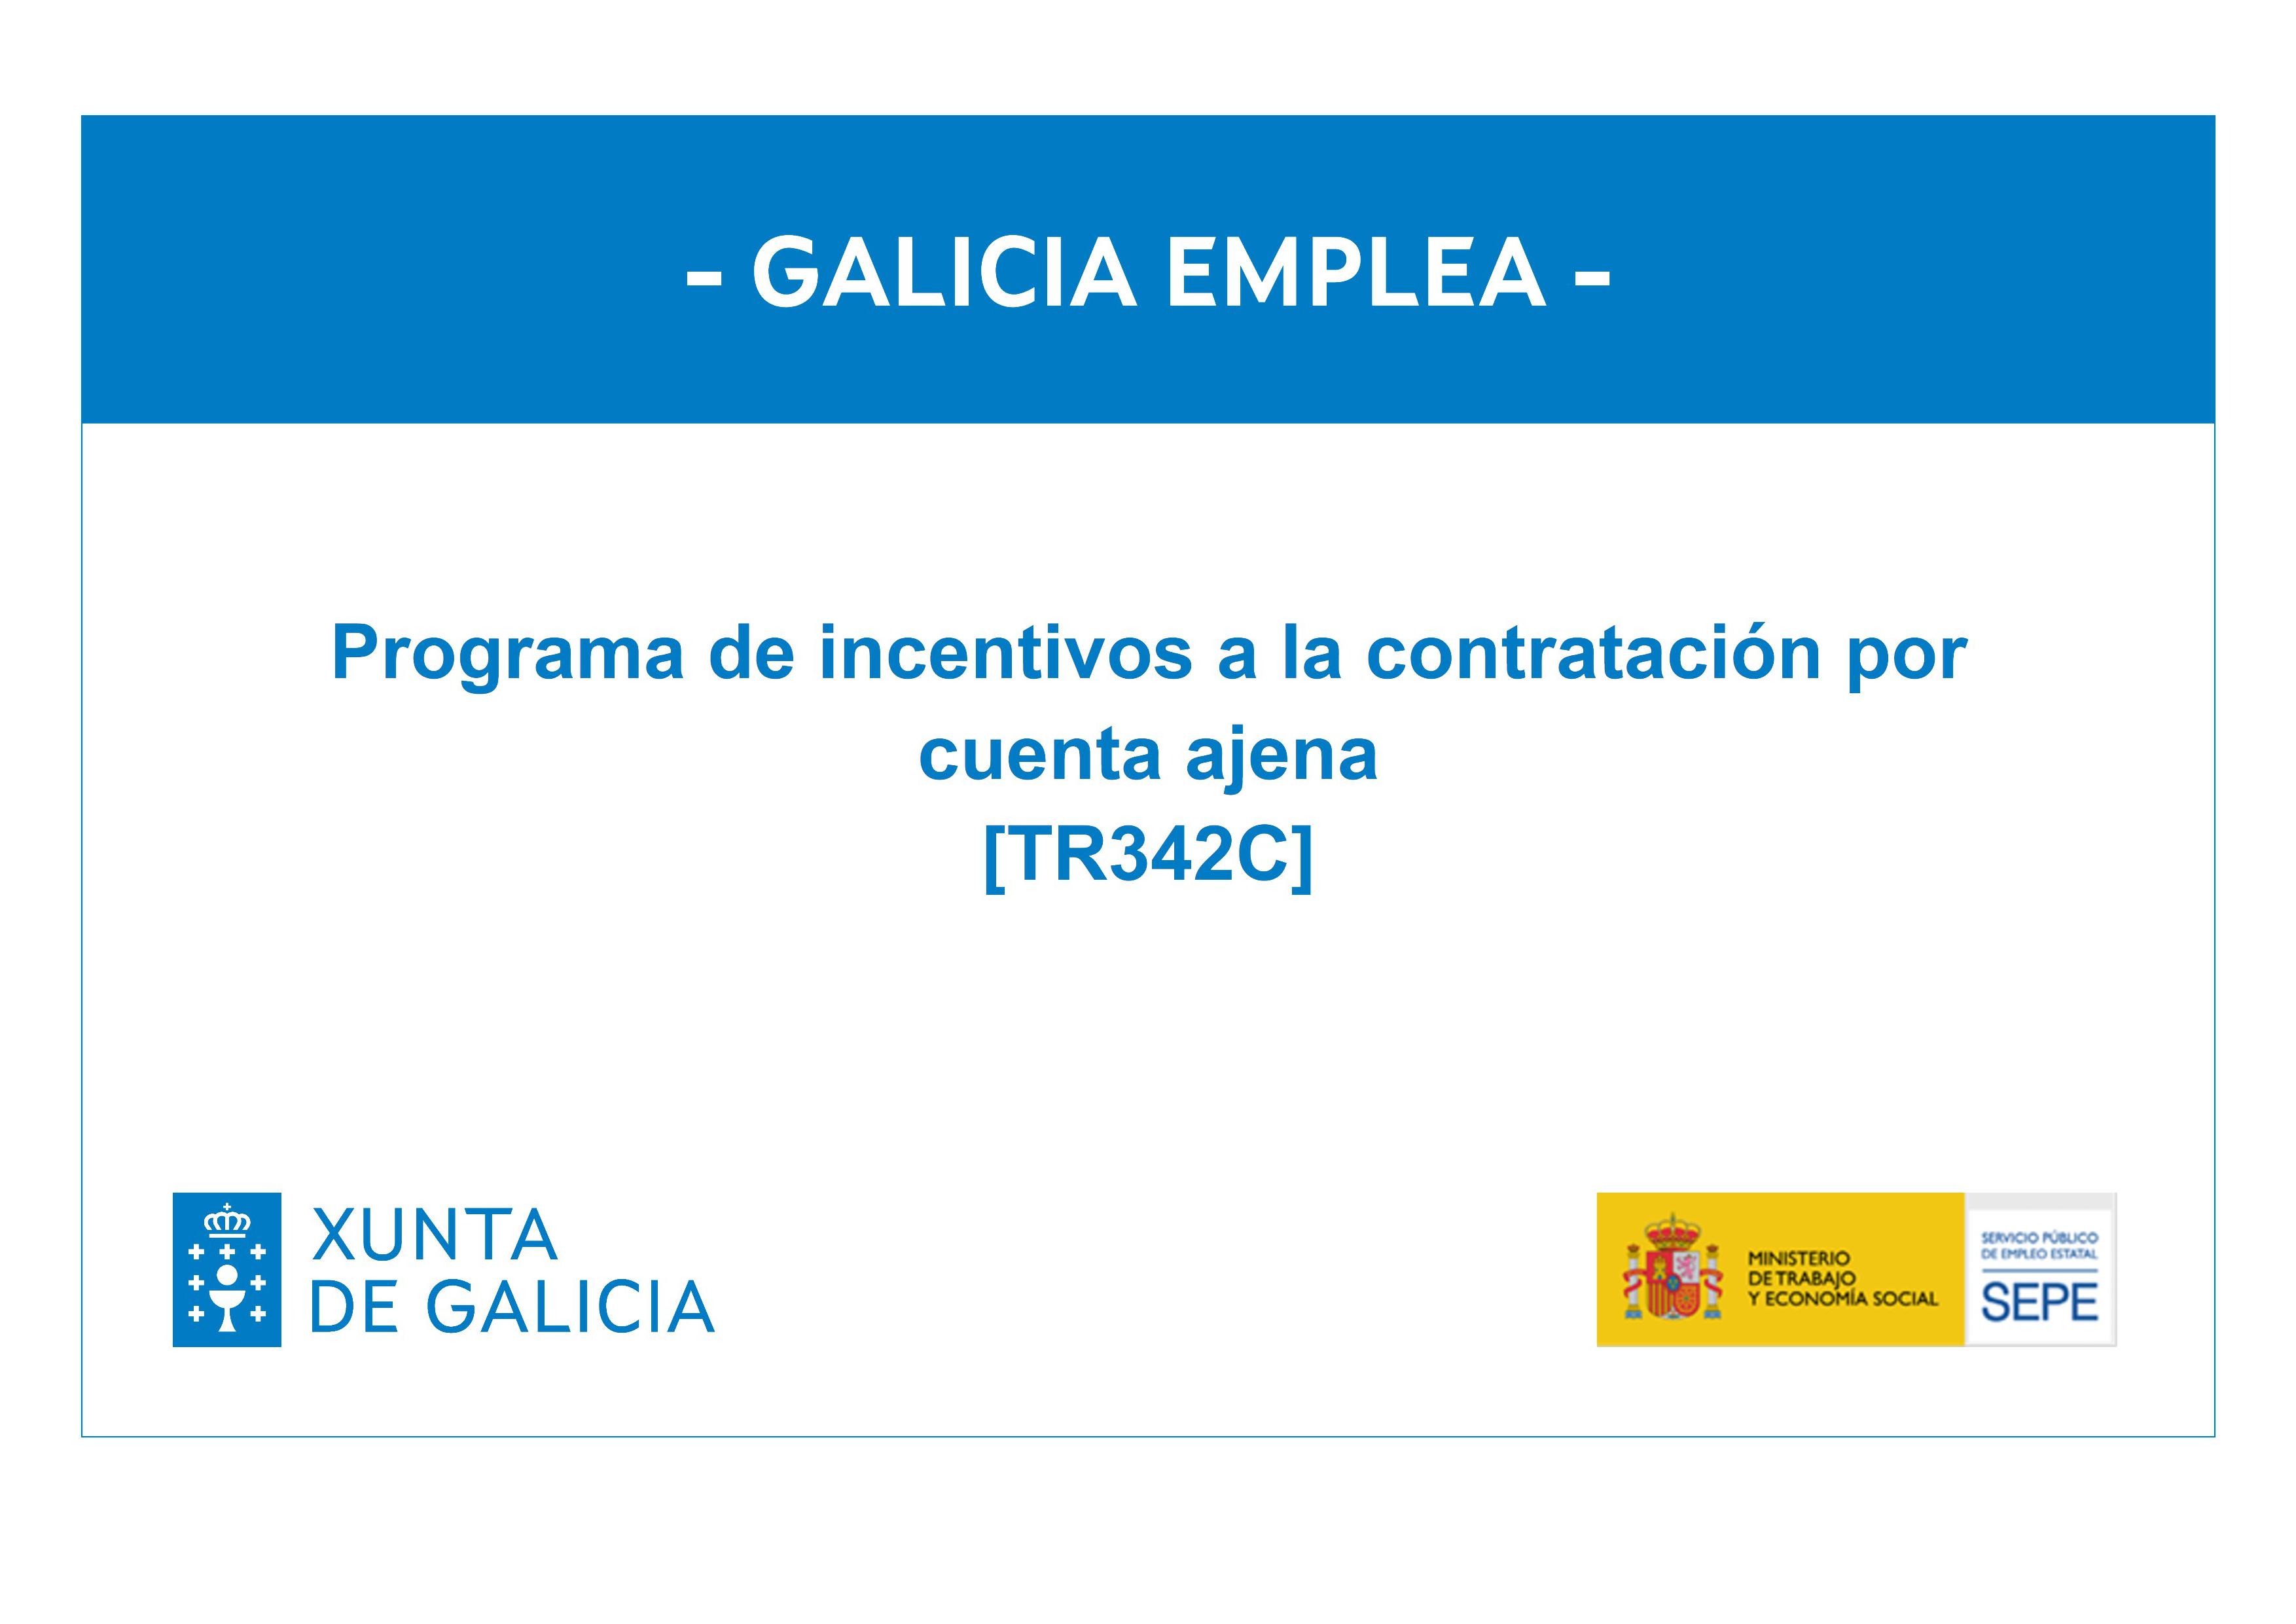 - GALICIA EMPLEA -
Programa de incentivos a la contratación por
cuenta ajena
[TR342C]
XUNTA
DE GALICIA
MINISTERIO
DE TRABAJO
Y ECONOMÍA SOCIAL
SERVICIO PÚBLICO
DE EMPLEO ESTATAL
SEPE